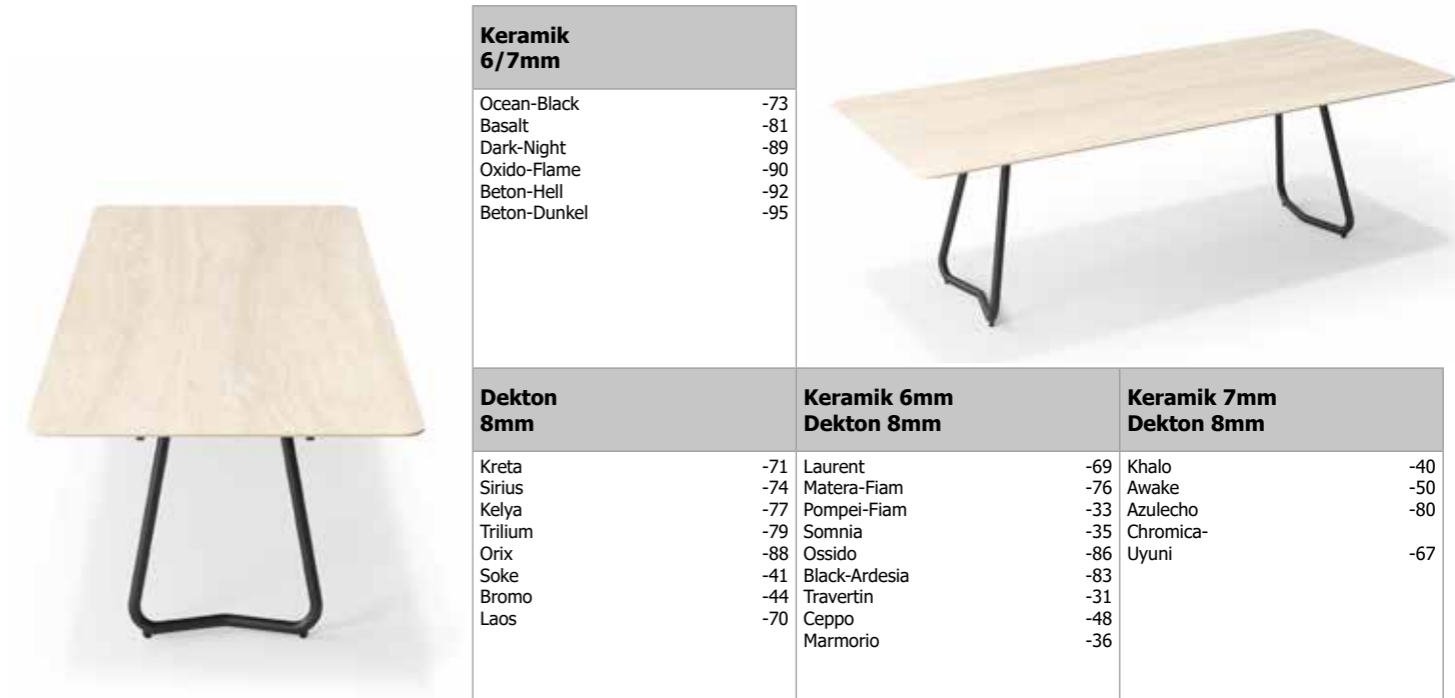 Keramik
6/7mm
Ocean-Black -73
Basalt -81
Dark-Night -89
Oxido-Flame -90
Beton-Hell -92
Beton-Dunkel -95
Dekton
8mm
Kreta -71
Sirius -74
Kelya -77
Trilium -79
Orix -88
Soke -41
Bromo -44
Laos -70
Keramik 6mm
Dekton 8mm
Laurent -69
Matera-Fiam -76
Pompei-Fiam -33
Somnia -35
Ossido -86
Black-Ardesia -83
Travertin -31
Ceppo -48
Marmorio -36
Keramik 7mm
Dekton 8mm
Khalo -40
Awake -50
Azulecho -80
Chromica-
Uyuni -67